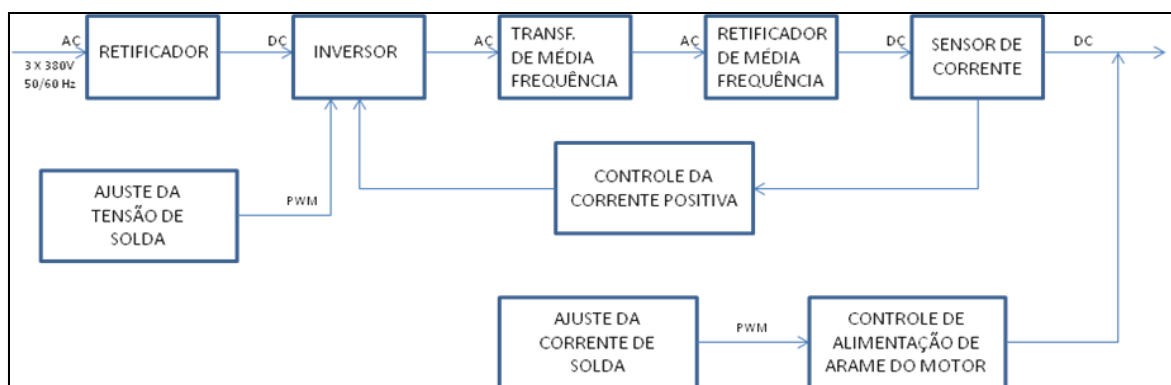 AC
3 X 380V
50/60 Hz
RETIFICADOR
DC
INVERSOR
AC
TRANSF.
DE MÉDIA
FREQUÊNCIA
AC
RETIFICADOR
DE MÉDIA
FREQUÊNCIA
DC
SENSOR DE
CORRENTE
DC
AJUSTE DA
TENSÃO DE
SOLDA
PWM
CONTROLE DA
CORRENTE POSITIVA
AJUSTE DA
CORRENTE DE
SOLDA
PWM
CONTROLE DE
ALIMENTAÇÃO DE
ARAME DO MOTOR